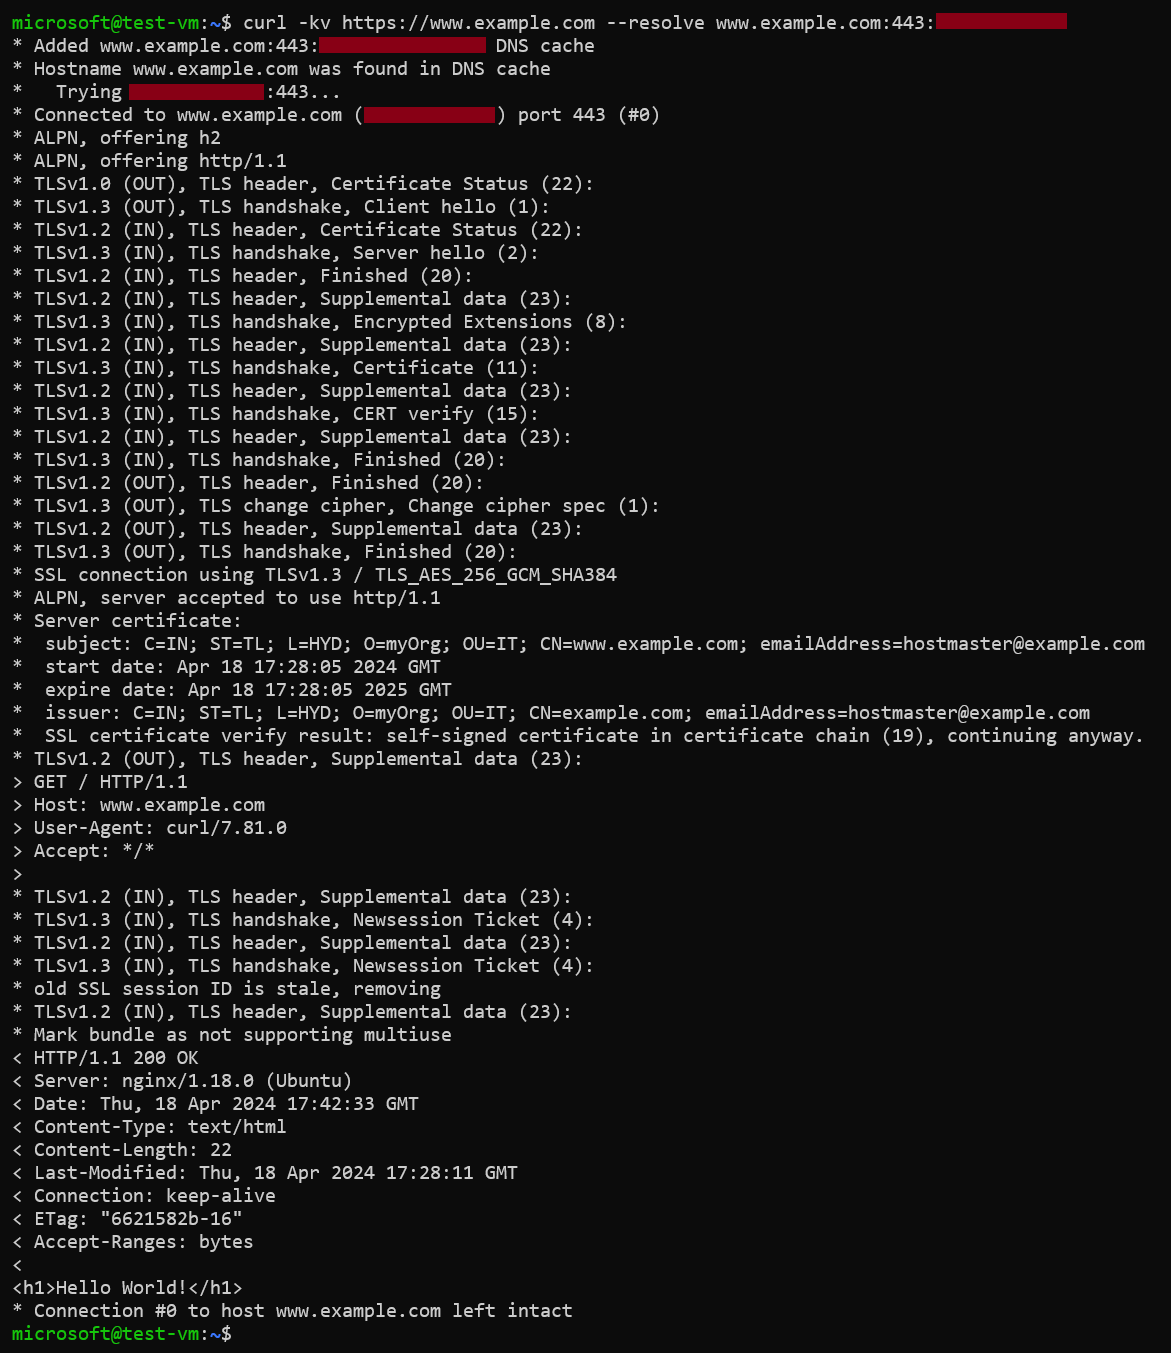 microsoft@test-vm:~$ curl -kv https://www.example.com --resolve www.example.com:443:
* Added www.example.com:443: DNS cache
* Hostname www.example.com was found in DNS cache
*   Trying :443...
* Connected to www.example.com () port 443 (#0)
* ALPN, offering h2
* ALPN, offering http/1.1
* TLSv1.0 (OUT), TLS header, Certificate Status (22):
* TLSv1.3 (OUT), TLS handshake, Client hello (1):
* TLSv1.2 (IN), TLS header, Certificate Status (22):
* TLSv1.3 (IN), TLS handshake, Server hello (2):
* TLSv1.2 (IN), TLS header, Finished (20):
* TLSv1.2 (IN), TLS header, Supplemental data (23):
* TLSv1.3 (IN), TLS handshake, Encrypted Extensions (8):
* TLSv1.2 (IN), TLS header, Supplemental data (23):
* TLSv1.3 (IN), TLS handshake, Certificate (11):
* TLSv1.2 (IN), TLS header, Supplemental data (23):
* TLSv1.3 (IN), TLS handshake, CERT verify (15):
* TLSv1.2 (IN), TLS header, Supplemental data (23):
* TLSv1.3 (IN), TLS handshake, Finished (20):
* TLSv1.2 (OUT), TLS header, Finished (20):
* TLSv1.3 (OUT), TLS change cipher, Change cipher spec (1):
* TLSv1.2 (OUT), TLS header, Supplemental data (23):
* TLSv1.3 (OUT), TLS handshake, Finished (20):
* SSL connection using TLSv1.3 / TLS_AES_256_GCM_SHA384
* ALPN, server accepted to use http/1.1
* Server certificate:
*  subject: C=IN; ST=TL; L=HYD; O=myOrg; OU=IT; CN=www.example.com; emailAddress=hostmaster@example.com
*  start date: Apr 18 17:28:05 2024 GMT
*  expire date: Apr 18 17:28:05 2025 GMT
*  issuer: C=IN; ST=TL; L=HYD; O=myOrg; OU=IT; CN=example.com; emailAddress=hostmaster@example.com
*  SSL certificate verify result: self-signed certificate in certificate chain (19), continuing anyway.
* TLSv1.2 (OUT), TLS header, Supplemental data (23):
> GET / HTTP/1.1
> Host: www.example.com
> User-Agent: curl/7.81.0
> Accept: */*
>
* TLSv1.2 (IN), TLS header, Supplemental data (23):
* TLSv1.3 (IN), TLS handshake, Newsession Ticket (4):
* TLSv1.2 (IN), TLS header, Supplemental data (23):
* TLSv1.3 (IN), TLS handshake, Newsession Ticket (4):
* old SSL session ID is stale, removing
* TLSv1.2 (IN), TLS header, Supplemental data (23):
* Mark bundle as not supporting multiuse
< HTTP/1.1 200 OK
< Server: nginx/1.18.0 (Ubuntu)
< Date: Thu, 18 Apr 2024 17:42:33 GMT
< Content-Type: text/html
< Content-Length: 22
< Last-Modified: Thu, 18 Apr 2024 17:28:11 GMT
< Connection: keep-alive
< ETag: "6621582b-16"
< Accept-Ranges: bytes
<
<h1>Hello World!</h1>
* Connection #0 to host www.example.com left intact
microsoft@test-vm:~$